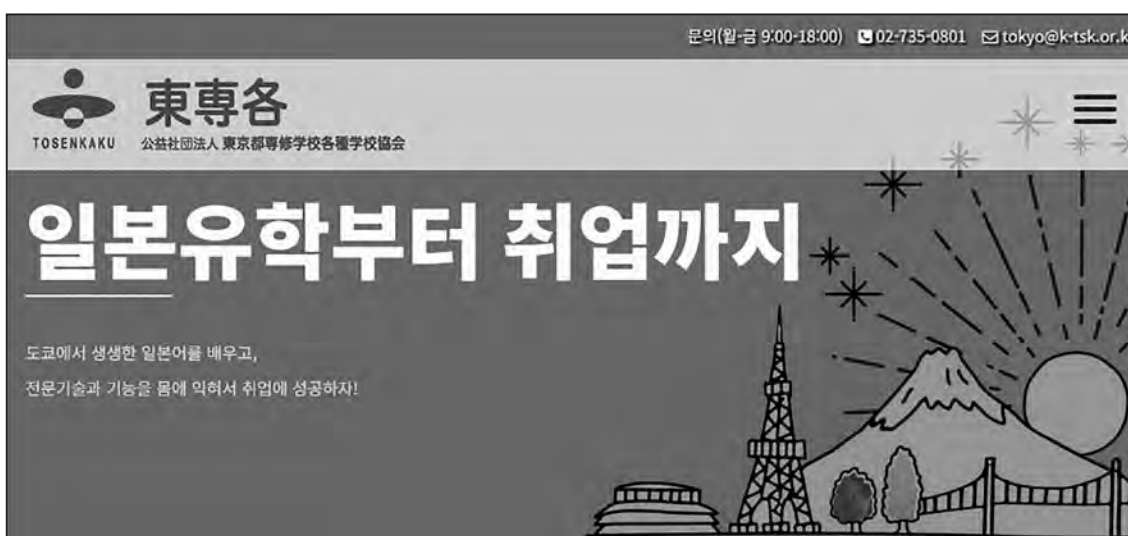 문의(월-금 9:00-18:00) 02-735-0801 tokyo@k-tsk.or.k
東専各
TOSENKAKU 公益社団法人 東京都専修学校各種学校協会
일본유학부터 취업까지
도쿄에서 생생한 일본어를 배우고,
전문기술과 기능을 몸에 익혀서 취업에 성공하자!